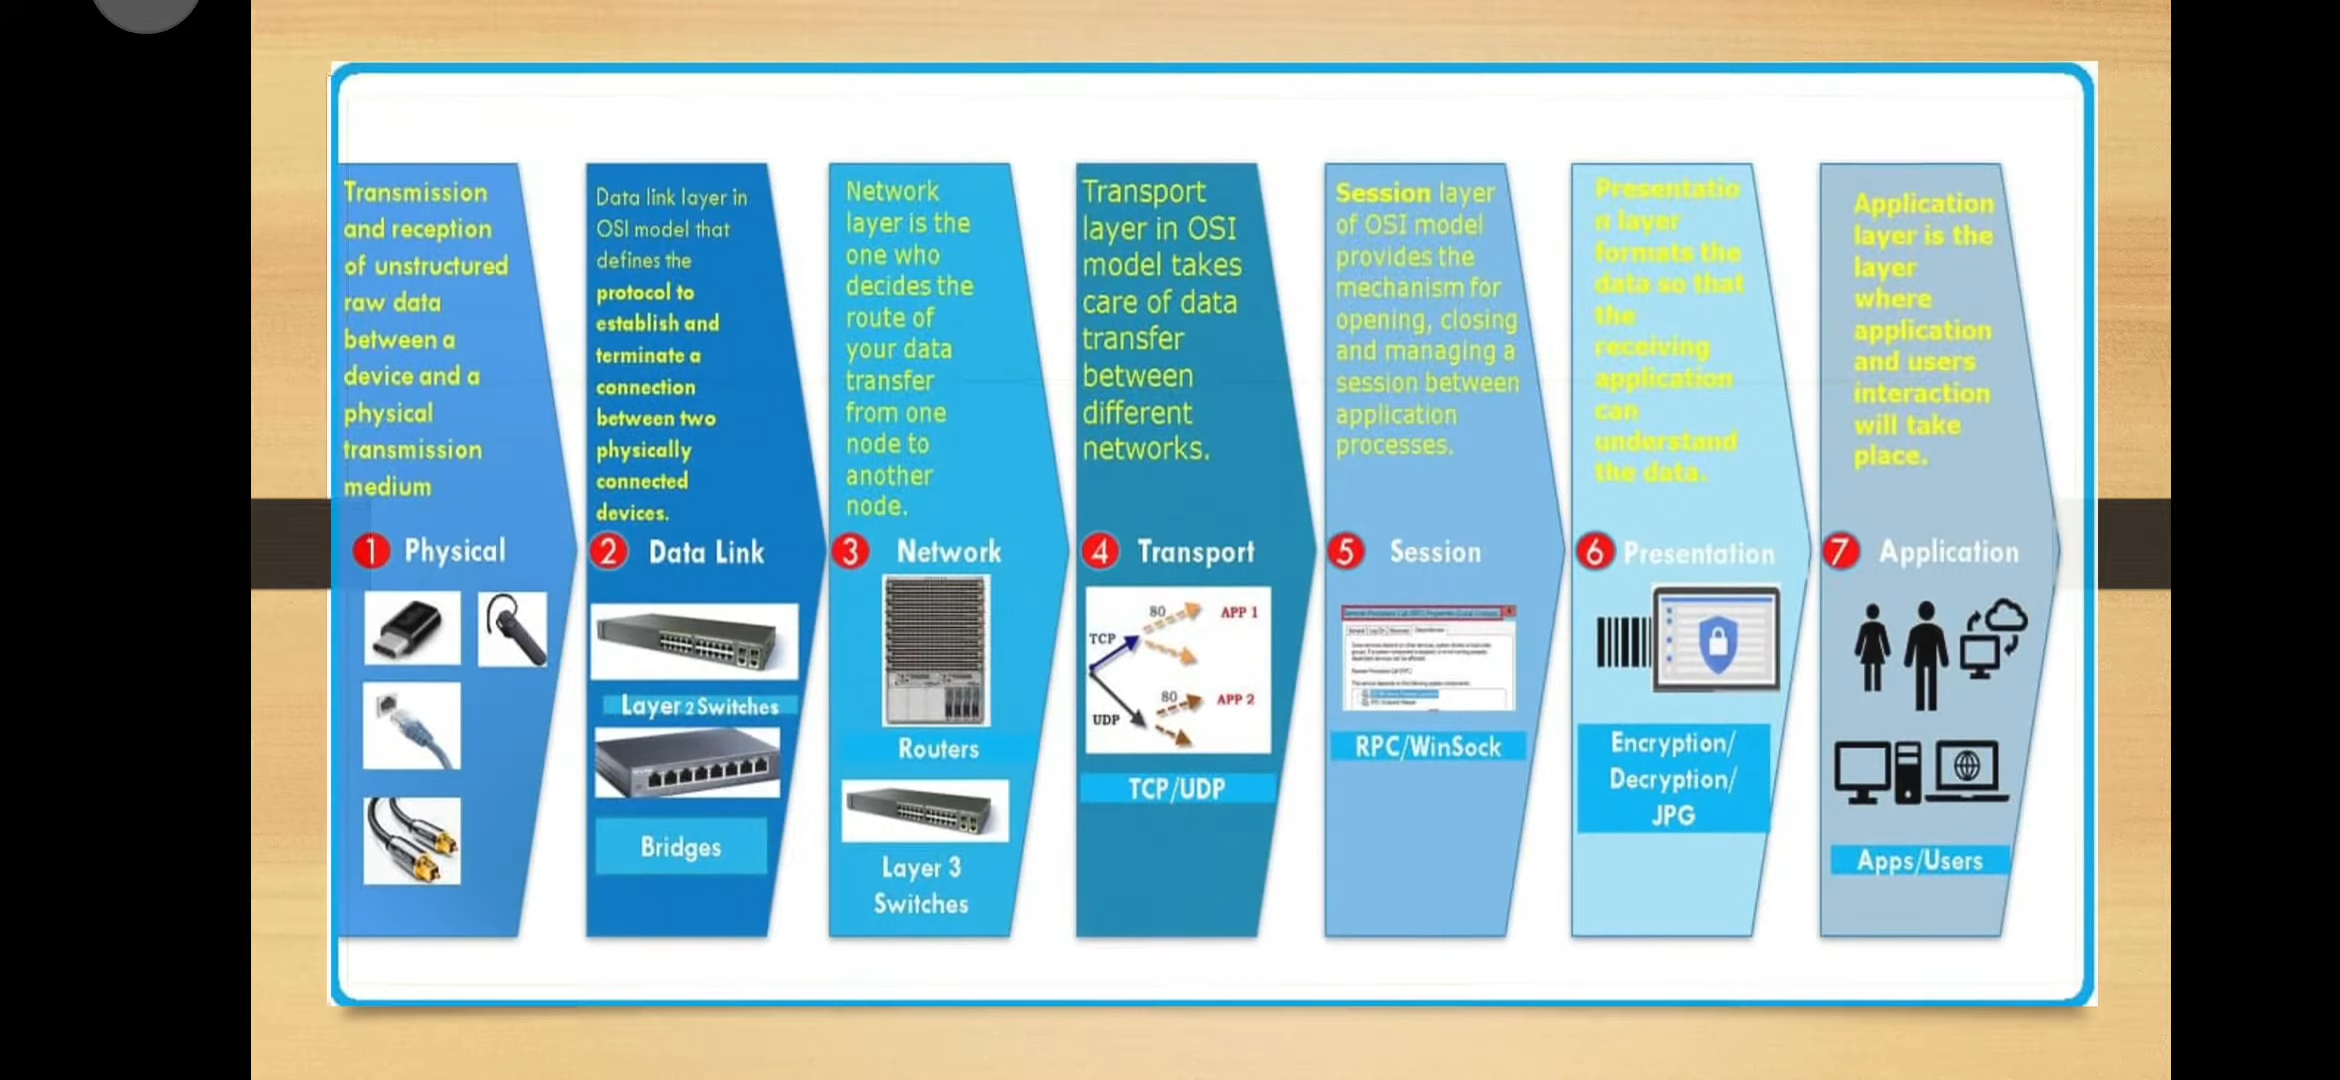 Transmission
and reception
of unstructured
raw data
between a
device and a
physical
transmission
medium
1 Physical
Data link layer in
OSI model that
defines the
protocol to
establish and
terminate a
connection
between two
physically
connected
devices.
2 Data Link
Layer 2 Switches
Bridges
Network
layer is the
one who
decides the
route of
your data
transfer
from one
node to
another
node.
3 Network
Routers
Layer 3
Switches
Transport
layer in OSI
model takes
care of data
transfer
between
different
networks.
4 Transport
80
APP 1
TCP
80
APP 2
UDP
TCP/UDP
Session layer
of OSI model
provides the
mechanism for
opening, closing
and managing a
session between
application
processes.
5 Session
RPC/WinSock
Presentatio
n layer
formats the
data so that
the
receiving
application
can
understand
the data.
6 Presentation
Encryption/
Decryption/
JPG
Application
layer is the
layer
where
application
and users
interaction
will take
place.
7 Application
Apps/Users